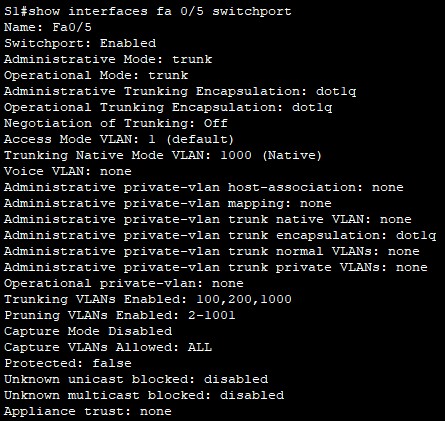 S1#show interfaces fa 0/5 switchport
Name: Fa0/5
Switchport: Enabled
Administrative Mode: trunk
Operational Mode: trunk
Administrative Trunking Encapsulation: dot1q
Operational Trunking Encapsulation: dot1q
Negotiation of Trunking: Off
Access Mode VLAN: 1 (default)
Trunking Native Mode VLAN: 1000 (Native)
Voice VLAN: none
Administrative private-vlan host-association: none
Administrative private-vlan mapping: none
Administrative private-vlan trunk native VLAN: none
Administrative private-vlan trunk encapsulation: dot1q
Administrative private-vlan trunk normal VLANs: none
Administrative private-vlan trunk private VLANs: none
Operational private-vlan: none
Trunking VLANs Enabled: 100,200,1000
Pruning VLANs Enabled: 2-1001
Capture Mode Disabled
Capture VLANs Allowed: ALL
Protected: false
Unknown unicast blocked: disabled
Unknown multicast blocked: disabled
Appliance trust: none